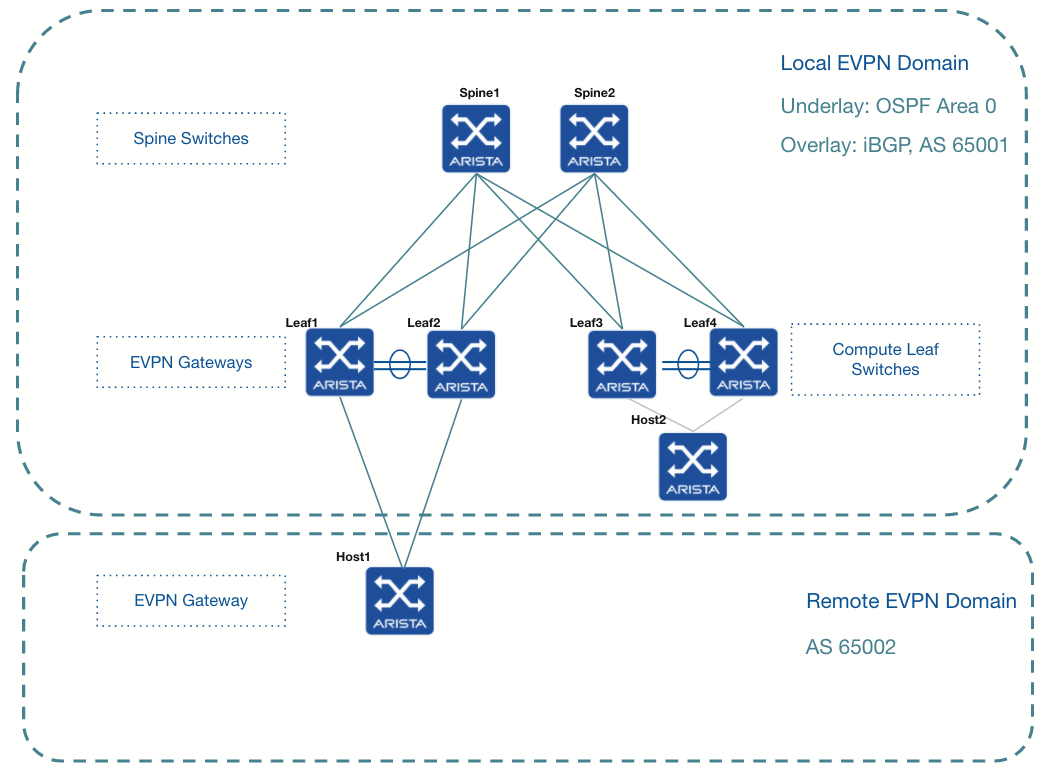 Local EVPN Domain
Underlay: OSPF Area 0
Overlay: iBGP, AS 65001
Spine1
Spine2
Spine Switches
ARISTA
ARISTA
Leaf1
Leaf2
Leaf3
Leaf4
EVPN Gateways
ARISTA
ARISTA
ARISTA
ARISTA
Compute Leaf
Switches
Host2
ARISTA
Host1
EVPN Gateway
ARISTA
Remote EVPN Domain
AS 65002